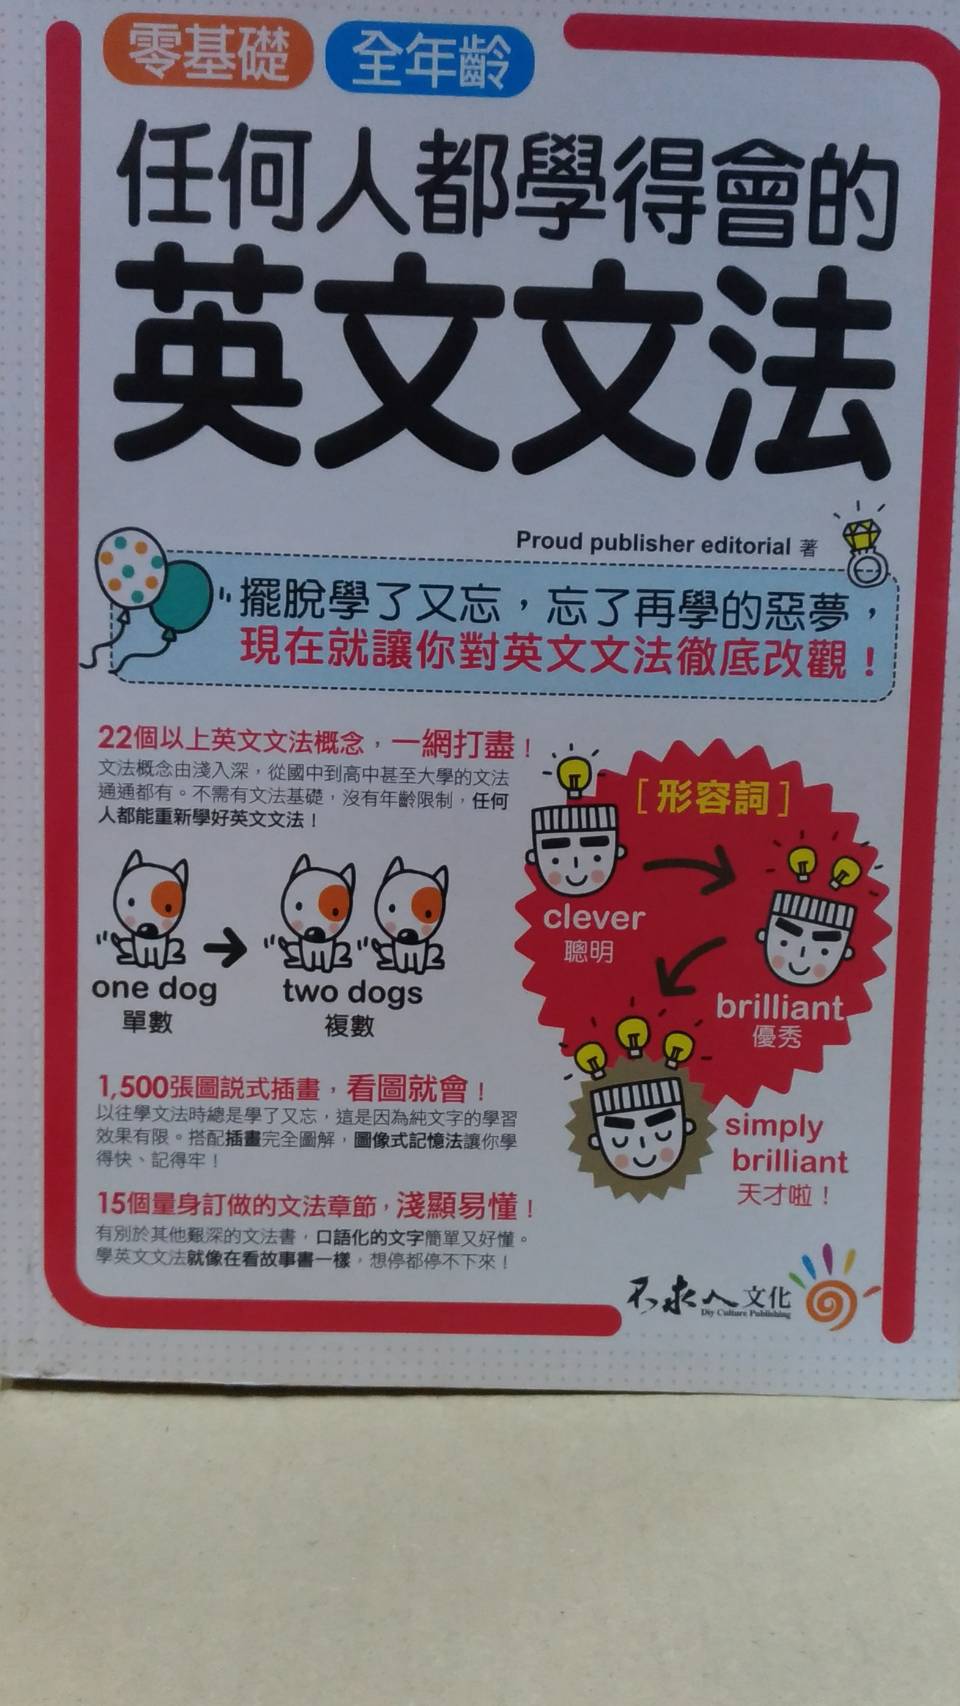 零基礎 全年齡
任何人都學得會的
英文文法
Proud publisher editorial 著
擺脫學了又忘，忘了再學的惡夢，
現在就讓你對英文文法徹底改觀！
22個以上英文文法概念，一網打盡！
文法概念由淺入深，從國中到高中甚至大學的文法
通通都有。不需有文法基礎，沒有年齡限制，任何
人都能重新學好英文文法！
one dog
單數
two dogs
複數
[形容詞]
clever
聰明
brilliant
優秀
simply
brilliant
天才啦！
1,500張圖説式插畫，看圖就會！
以往學文法時總是學了又忘，這是因為純文字的學習
效果有限。搭配插畫完全圖解，圖像式記憶法讓你學
得快、記得牢！
15個量身訂做的文法章節，淺顯易懂！
有別於其他艱深的文法書，口語化的文字簡單又好懂。
學英文文法就像在看故事書一樣，想停都停不下來！
不求人文化
Diy Culture Publishing